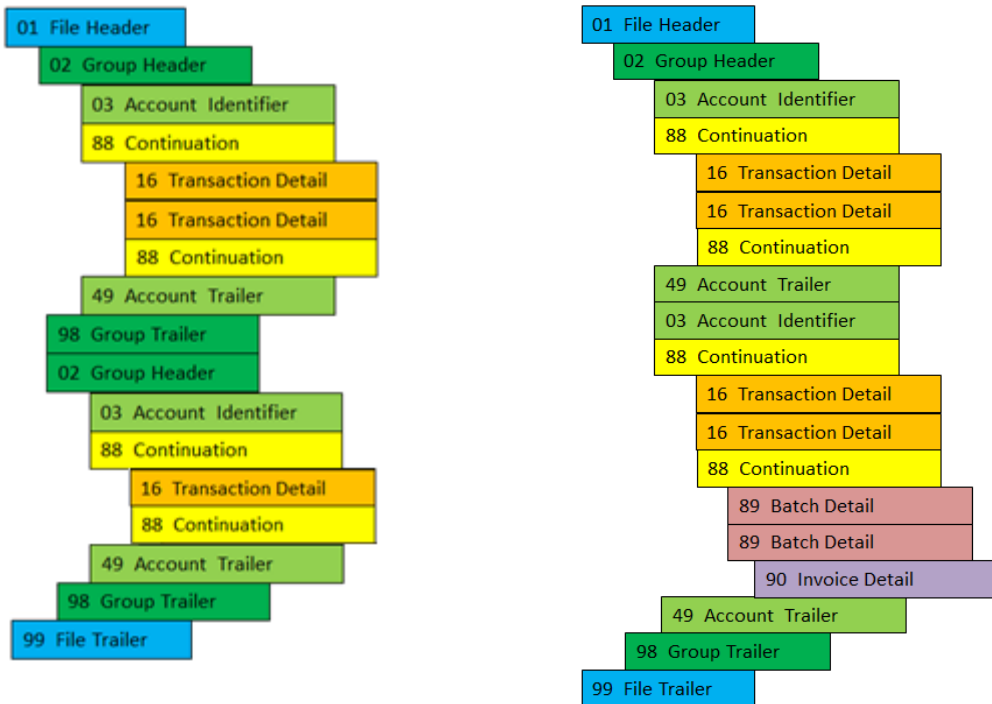 01 File Header
02 Group Header
03 Account Identifier
88 Continuation
16 Transaction Detail
16 Transaction Detail
88 Continuation
49 Account Trailer
98 Group Trailer
02 Group Header
03 Account Identifier
88 Continuation
16 Transaction Detail
88 Continuation
49 Account Trailer
98 Group Trailer
99 File Trailer
01 File Header
02 Group Header
03 Account Identifier
88 Continuation
16 Transaction Detail
16 Transaction Detail
88 Continuation
49 Account Trailer
03 Account Identifier
88 Continuation
16 Transaction Detail
16 Transaction Detail
88 Continuation
89 Batch Detail
89 Batch Detail
90 Invoice Detail
49 Account Trailer
98 Group Trailer
99 File Trailer